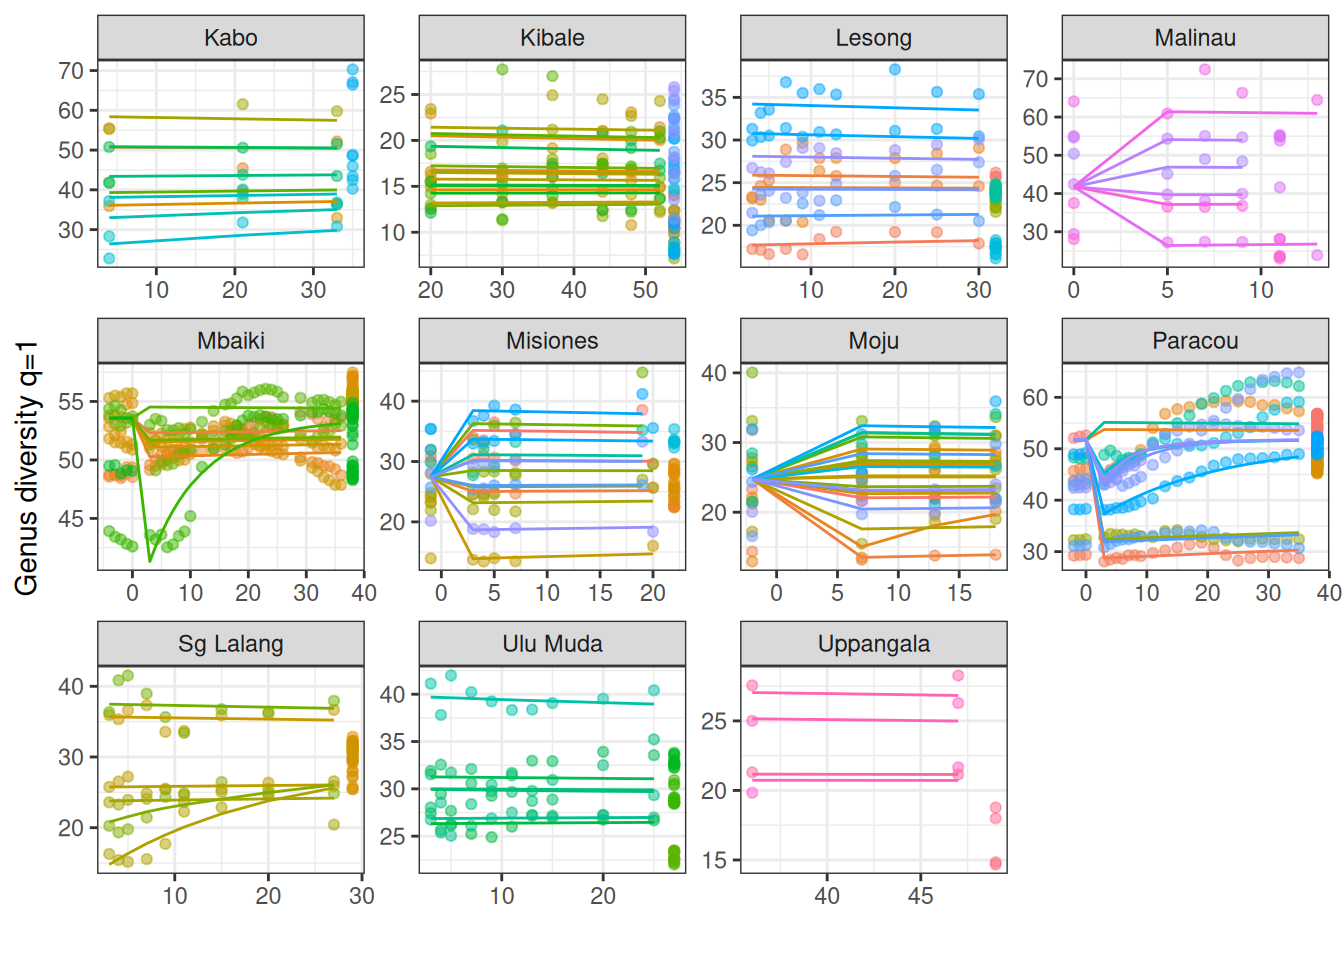 Genus diversity q=1
Kabo Kibale Lesong Malinau
70 60 50 40 30
25 20 15 10
35 30 25 20
70 60 50 40 30
10 20 30
20 30 40 50
10 20 30
0 5 10
Mbaiki Misiones Moju Paracou
55 50 45
40 30 20
40 30 20
60 50 40 30
0 10 20 30 40
0 5 10 15 20
0 5 10 15
0 10 20 30 40
Sg Lalang Ulu Muda Uppangala
40 30 20
40 35 30 25
25 20 15
10 20 30
10 20
40 45